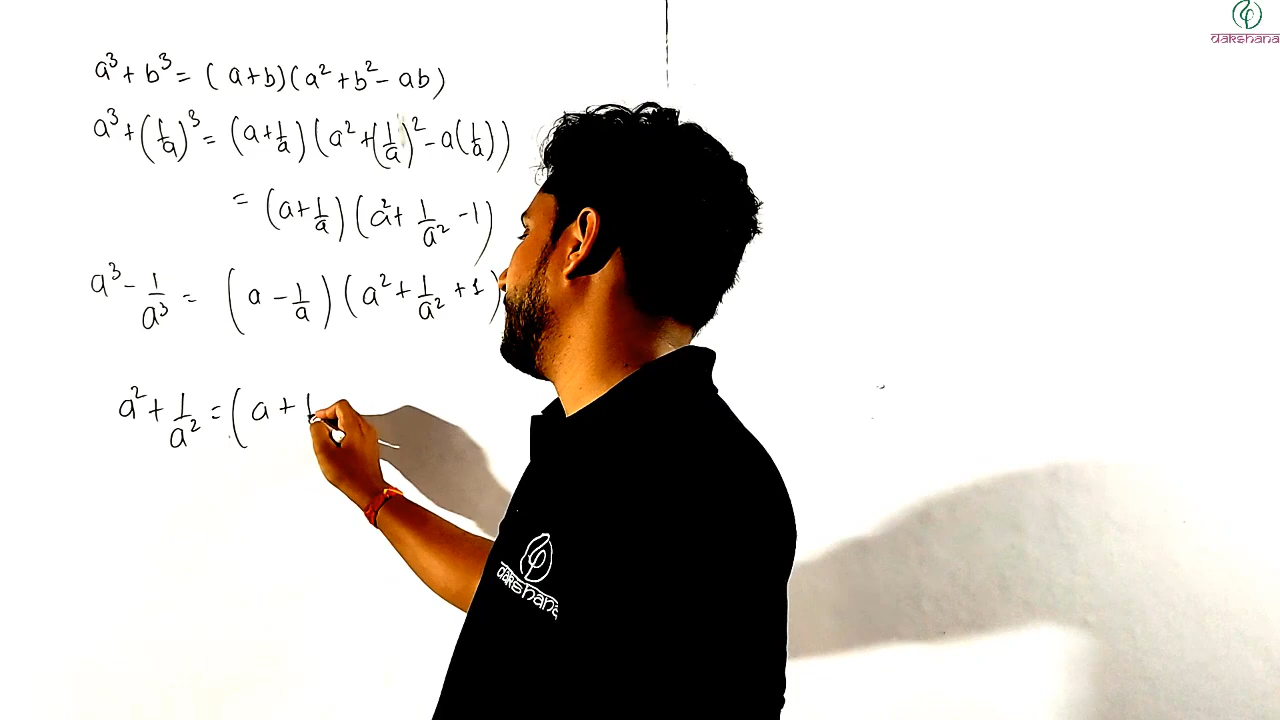 dakshana
a³ + b³ = (a+b)(a² + b² - ab)
a³ + (1/a)³ = (a+1/a)(a² + (1/a)² - a(1/a))
= (a+1/a)(a² + 1/a² - 1)
a³ - 1/a³ = (a - 1/a)(a² + 1/a² + 1)
a² + 1/a² = (a + 1
dakshana